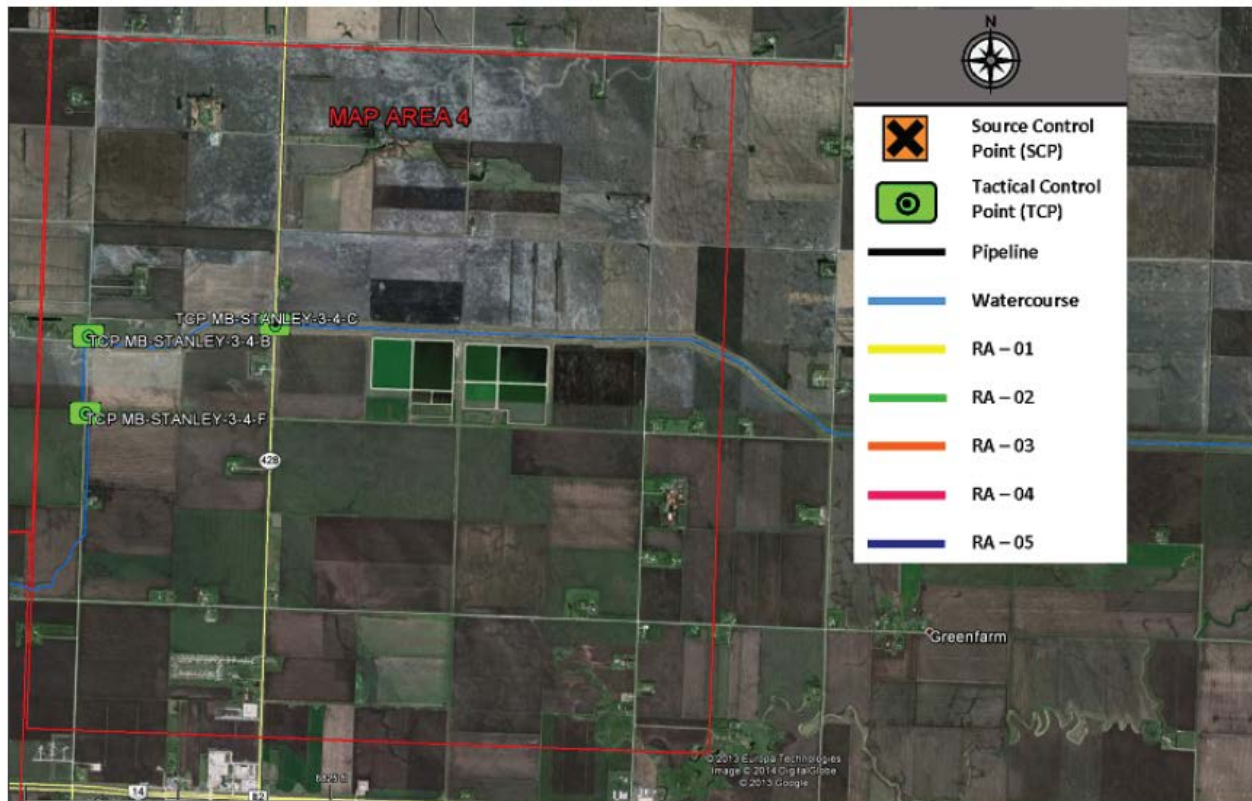 N
MAP AREA 4
Source Control
Point (SCP)
Tactical Control
Point (TCP)
Pipeline
Watercourse
RA – 01
RA – 02
RA – 03
RA – 04
RA – 05
TCP MB-STANLEY-3-4-C
TCP MB-STANLEY-3-4-B
TCP MB-STANLEY-3-4-F
428
Greenfarm
© 2013 Europa Technologies
Image © 2014 DigitalGlobe
© 2013 Google
14